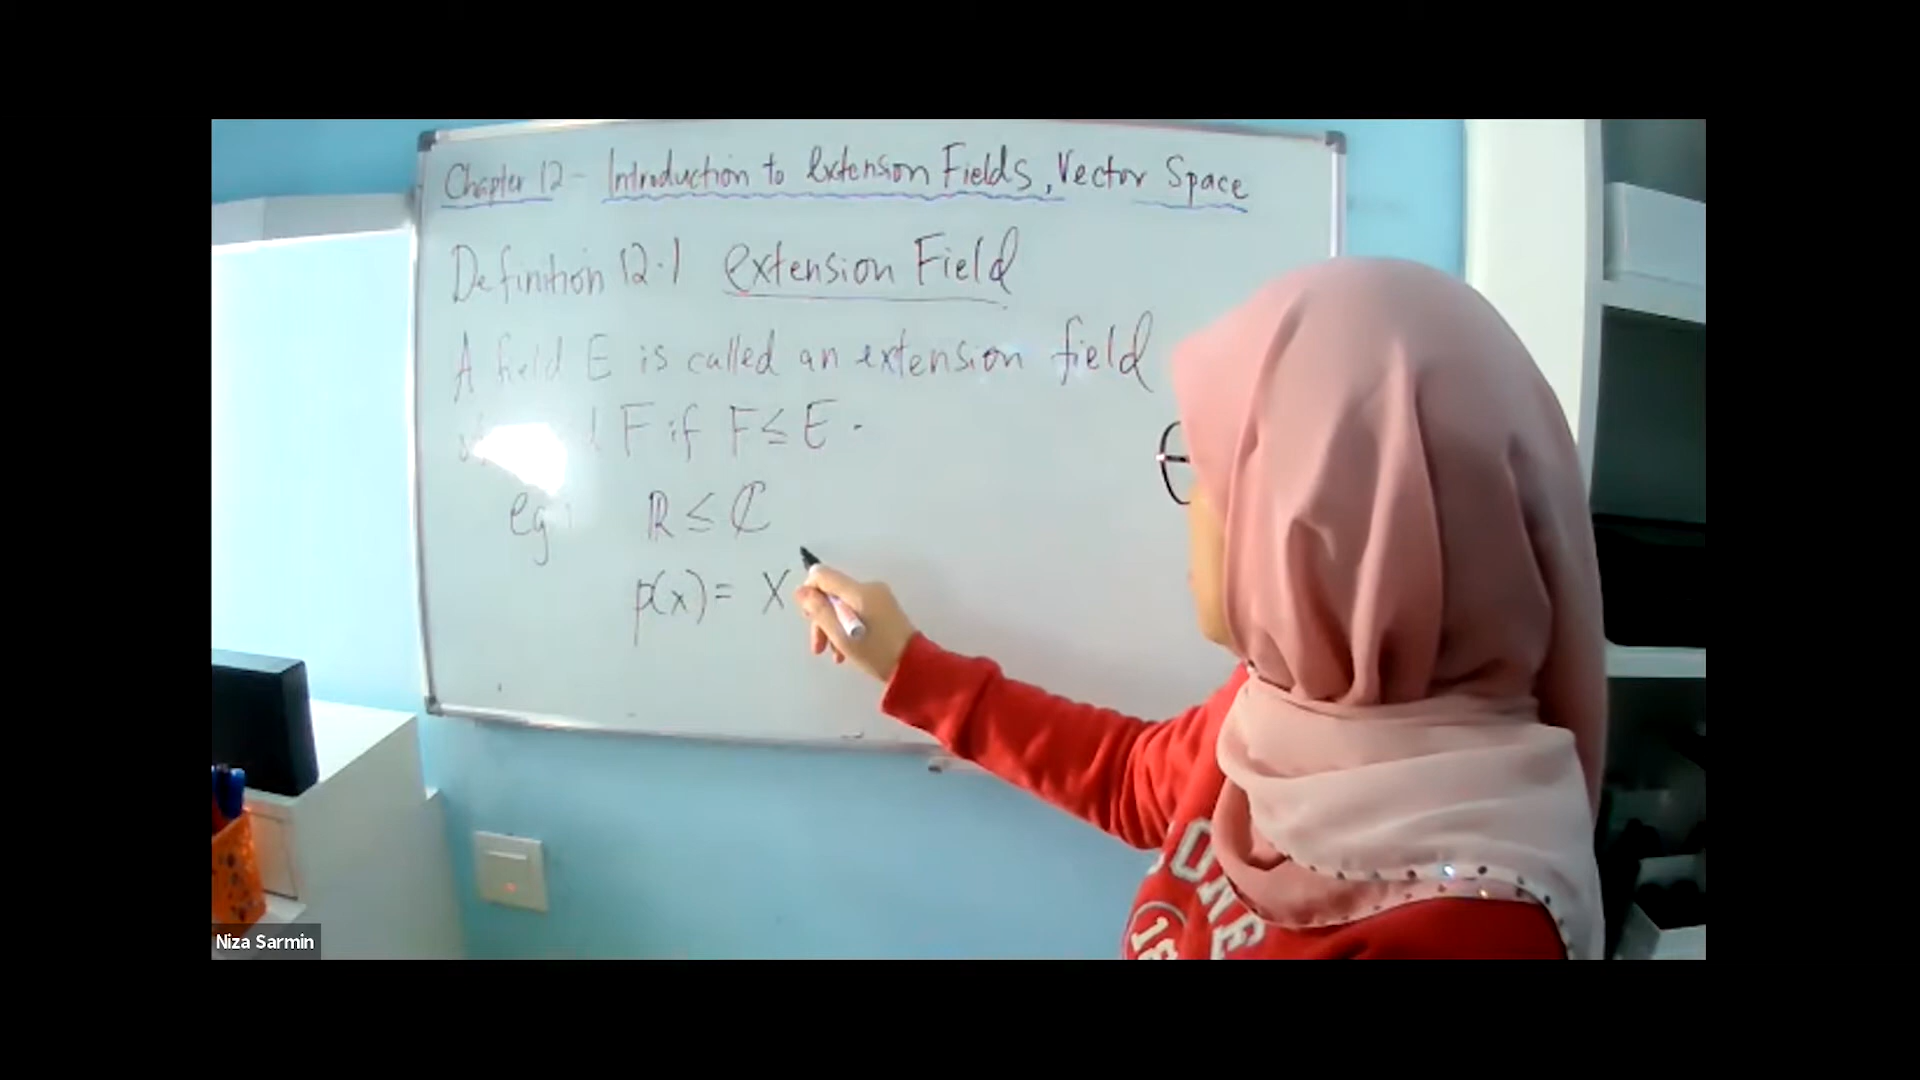 Chapter 12 - Introduction to Extension Fields, Vector Space
Definition 12.1 Extension Field
A field E is called an extension field
F if F ≤ E.
eg:
ℝ ≤ ℂ
p(x) = x
Niza Sarmin